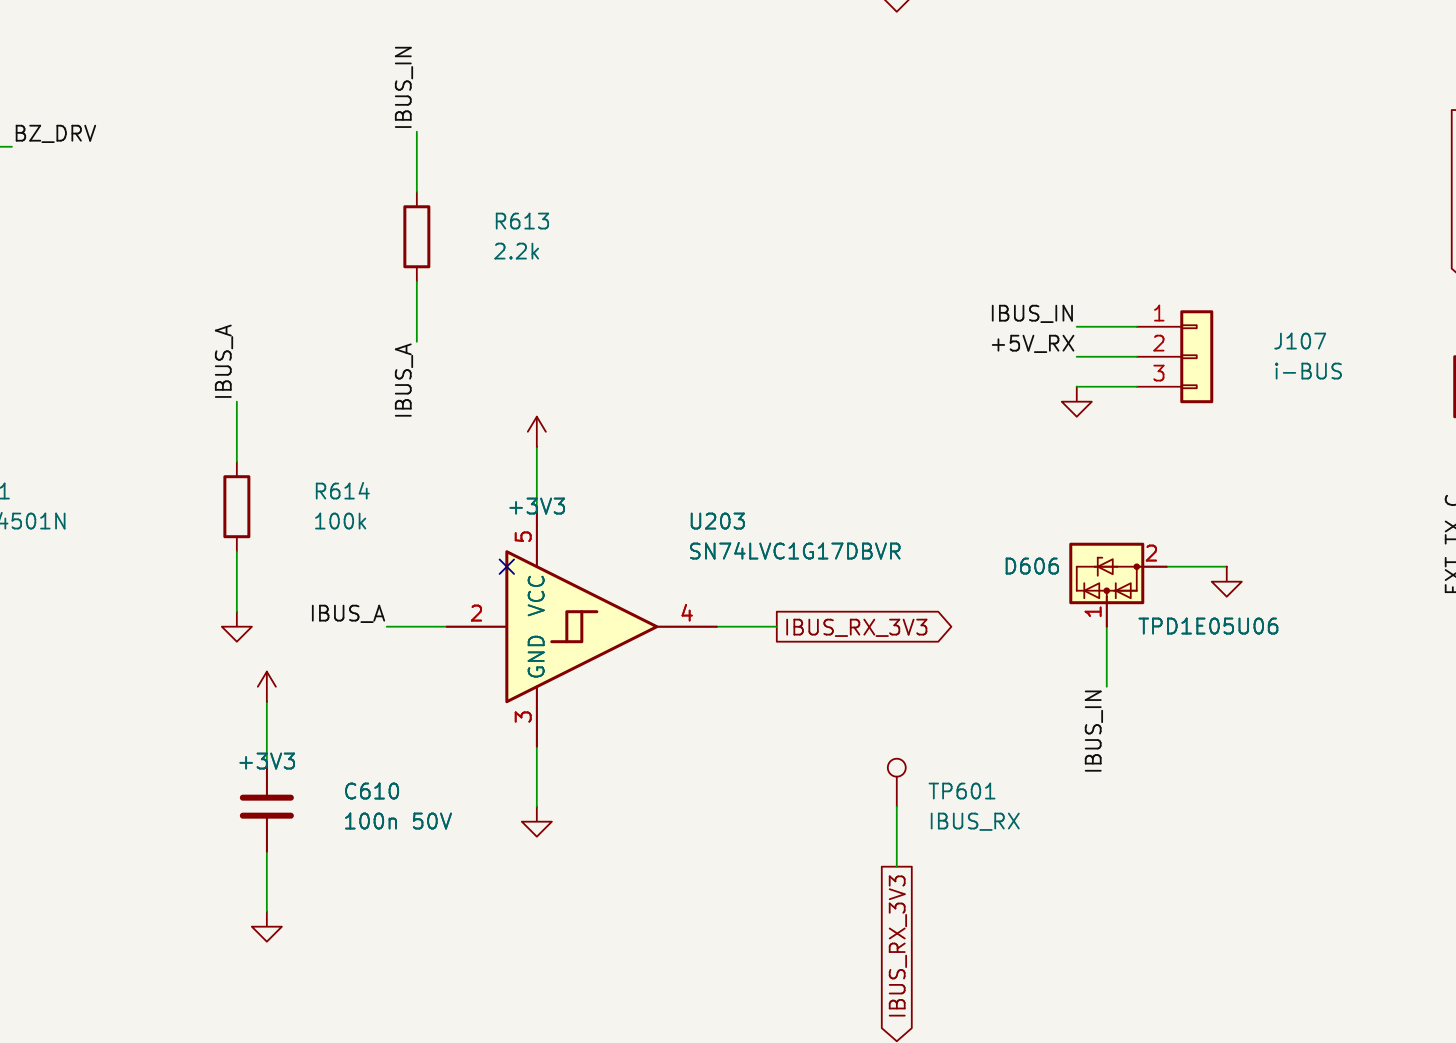 BZ_DRV
IBUS_IN
R613
2.2k
IBUS_A
IBUS_A
R614
100k
4501N
+3V3
C610
100n 50V
+3V3
5
VCC
GND
3
IBUS_A
2
4
U203
SN74LVC1G17DBVR
IBUS_RX_3V3
IBUS_IN
1
+5V_RX
2
3
J107
i-BUS
D606
2
1
TPD1E05U06
IBUS_IN
TP601
IBUS_RX
IBUS_RX_3V3